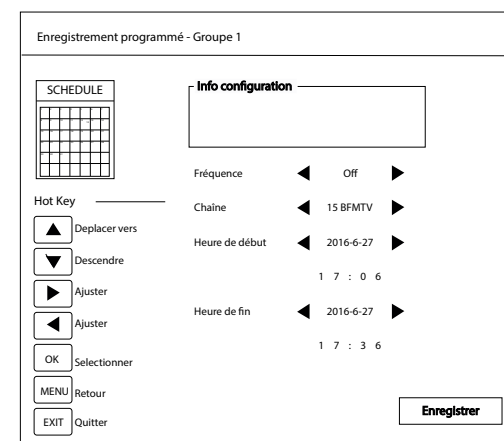 Enregistrement programmé - Groupe 1
SCHEDULE
Info configuration
Fréquence Off
Chaîne 15 BFMTV
Heure de début 2016-6-27
1 7 : 0 6
Heure de fin 2016-6-27
1 7 : 3 6
Hot Key
Deplacer vers
Descendre
Ajuster
Ajuster
OK Selectionner
MENU Retour
EXIT Quitter
Enregistrer